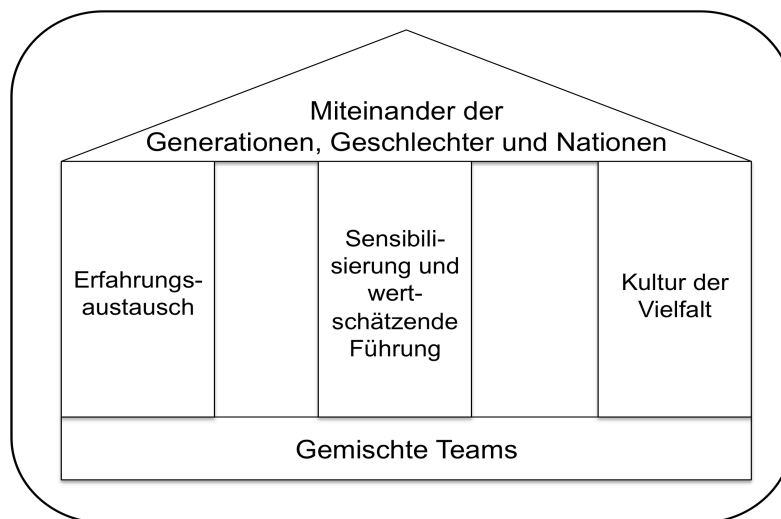 Miteinander der
Generationen, Geschlechter und Nationen
Erfahrungs-
austausch
Sensibili-
sierung und
wert-
schätzende
Führung
Kultur der
Vielfalt
Gemischte Teams